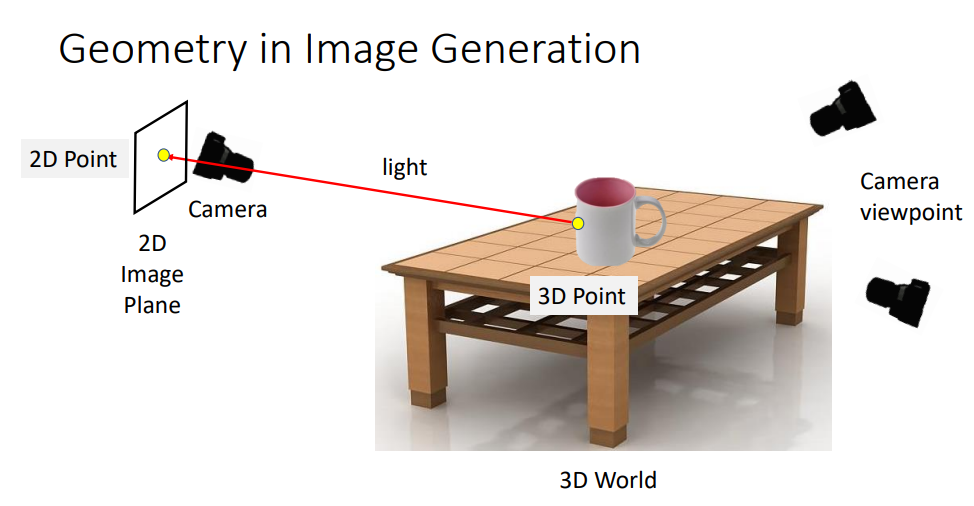 Geometry in Image Generation
2D Point
light
Camera
2D
Image
Plane
3D Point
Camera
viewpoint
3D World